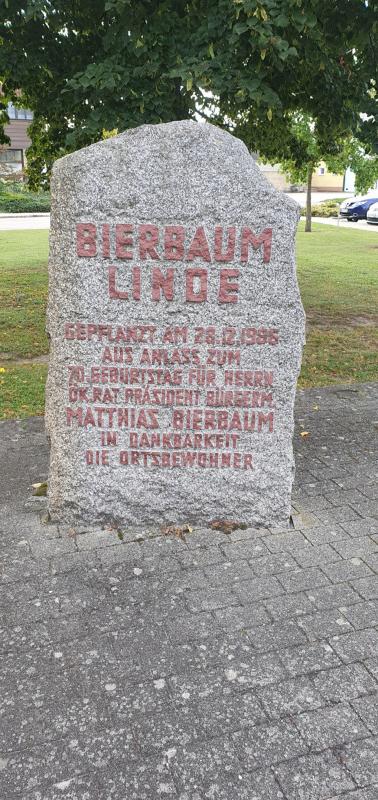 BIERBAUM
LINDE
GEPFLANZT AM 28.12.1986
AUS ANLASS ZUM
70. GEBURTSTAG FÜR HERRN
ÖK.RAT PRÄSIDENT BÜRGERM.
MATTHIAS BIERBAUM
IN DANKBARKEIT
DIE ORTSBEWOHNER